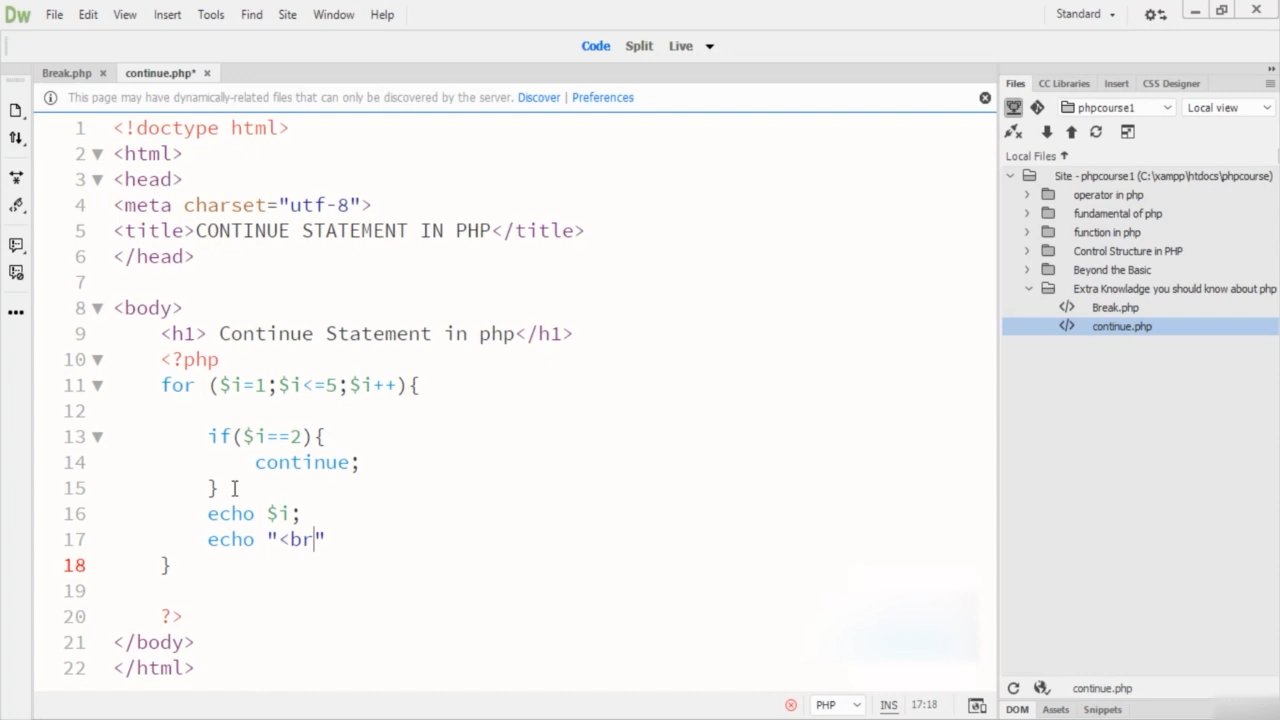 Dw File Edit View Insert Tools Find Site Window Help Standard
Code Split Live
Break.php × continue.php* ×
This page may have dynamically-related files that can only be discovered by the server. Discover | Preferences
1 <!doctype html>
2 <html>
3 <head>
4 <meta charset="utf-8">
5 <title>CONTINUE STATEMENT IN PHP</title>
6 </head>
7
8 <body>
9 <h1> Continue Statement in php</h1>
10 <?php
11 for ($i=1;$i<=5;$i++){
12
13 if($i==2){
14 continue;
15 }
16 echo $i;
17 echo "<br"
18 }
19
20 ?>
21 </body>
22 </html>
PHP INS 17:18
Files CC Libraries Insert CSS Designer
phpcourse1 Local view
Local Files
Site - phpcourse1 (C:\xampp\htdocs\phpcourse)
operator in php
fundamental of php
function in php
Control Structure in PHP
Beyond the Basic
Extra Knowladge you should know about php
Break.php
continue.php
continue.php
DOM Assets Snippets